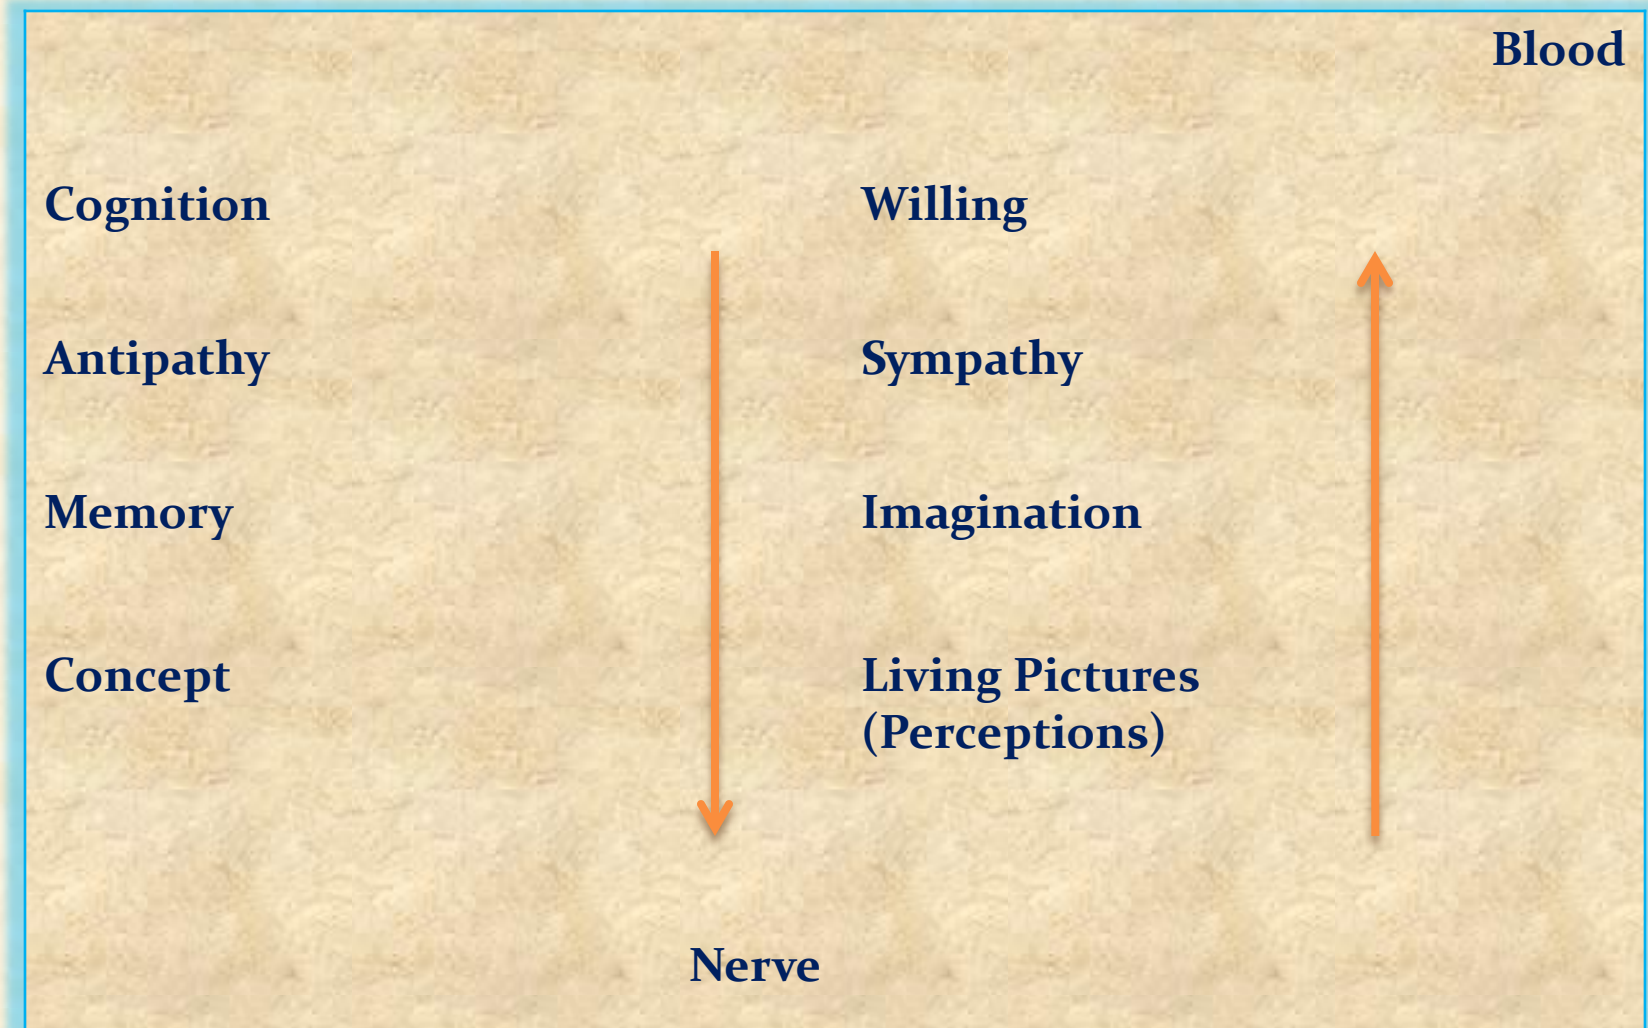 Blood
Cognition
Willing
Antipathy
Sympathy
Memory
Imagination
Concept
Living Pictures
(Perceptions)
Nerve